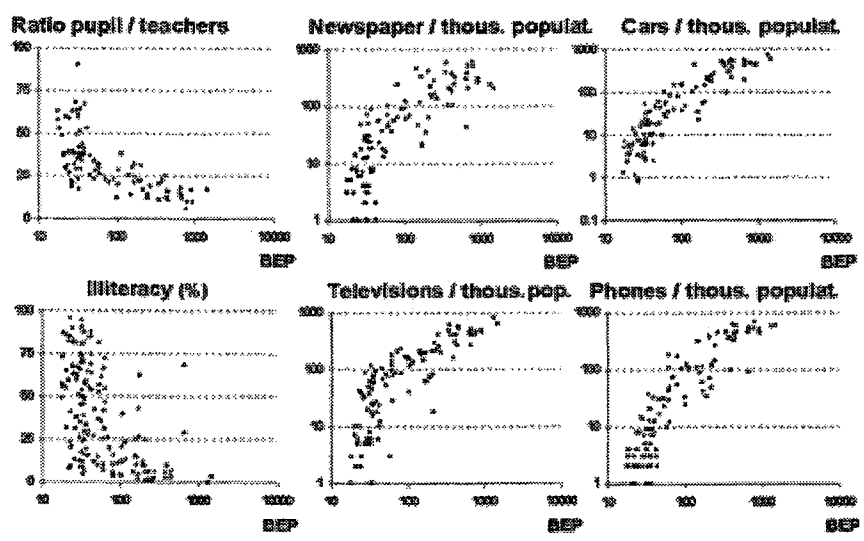 Ratio pupil / teachers
100
75
50
25
0
10 100 1000 10000
BEP
Newspaper / thous. populat.
1000
100
10
1
10 100 1000 10000
BEP
Cars / thous. populat.
1000
100
10
1
0.1
10 100 1000 10000
BEP
Illiteracy (%)
100
75
50
25
0
10 100 1000 10000
BEP
Televisions / thous.pop.
1000
100
10
1
10 100 1000 10000
BEP
Phones / thous. populat.
1000
100
10
1
10 100 1000 10000
BEP